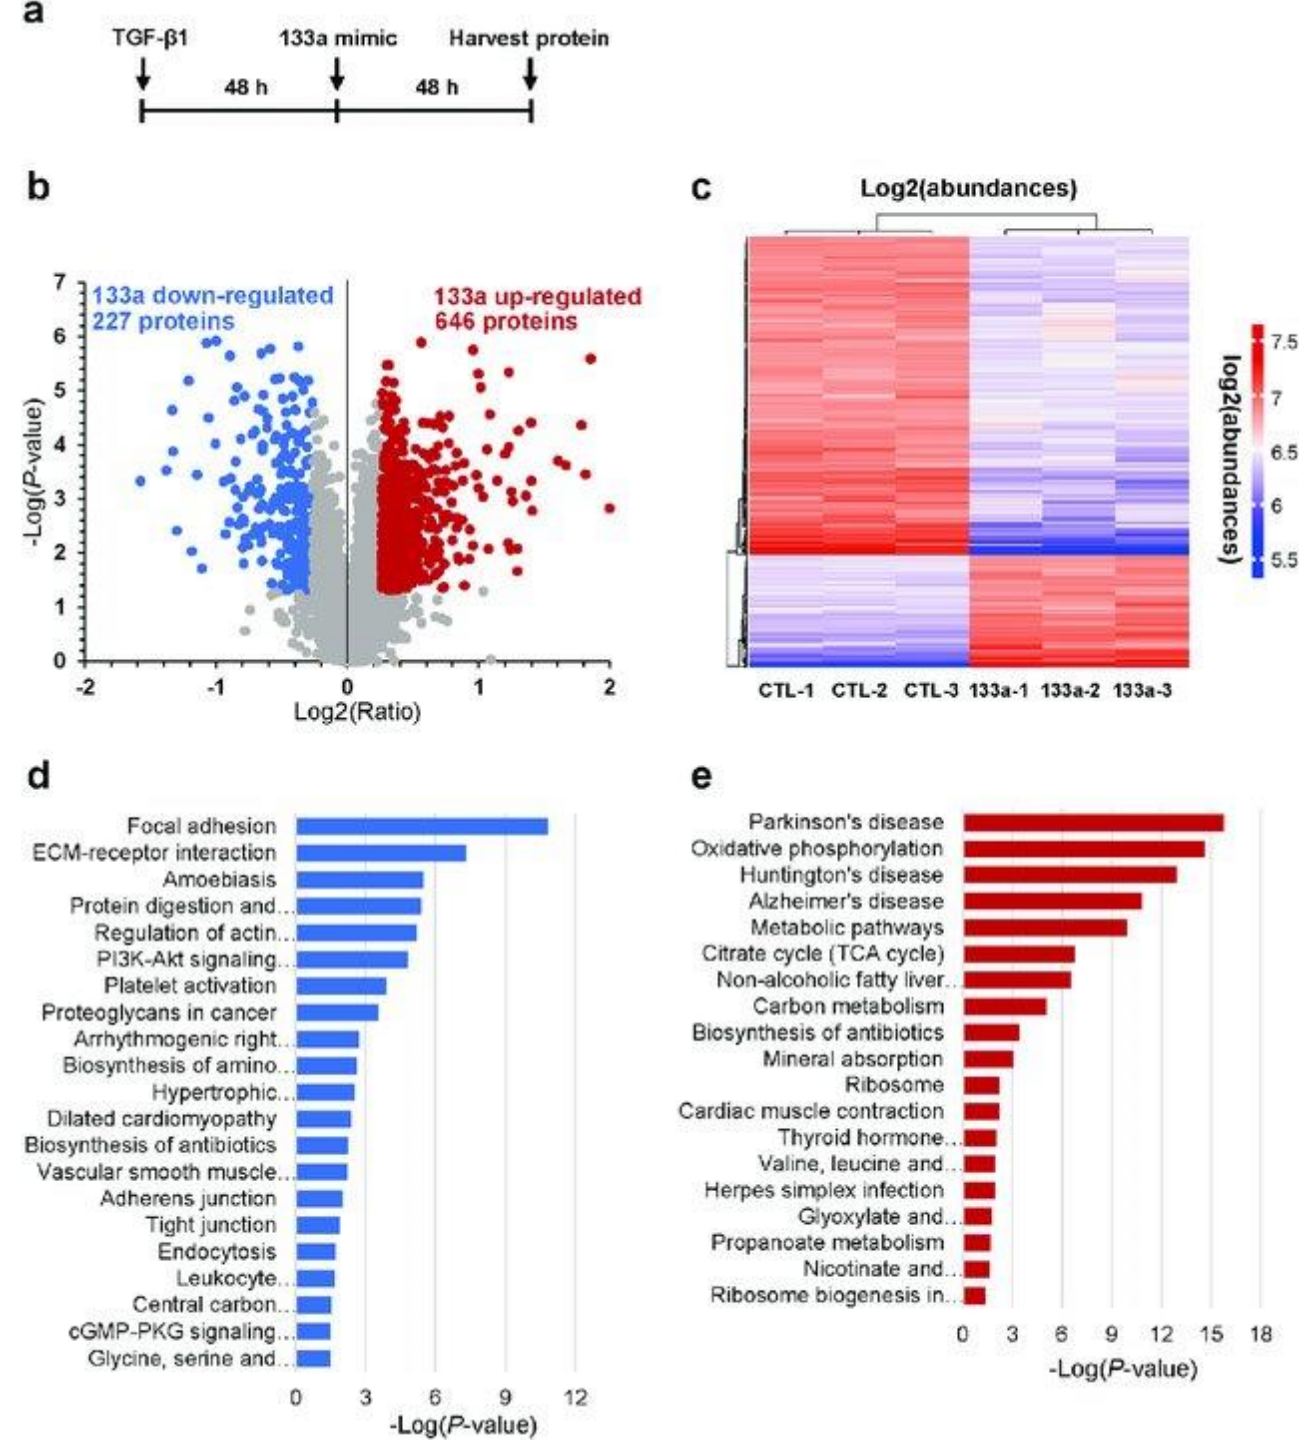 a
TGF-β1
133a mimic
Harvest protein
48 h
48 h
b
133a down-regulated
227 proteins
133a up-regulated
646 proteins
7
6
5
4
3
2
1
0
-Log(P-value)
-2
-1
0
1
2
Log2(Ratio)
c
Log2(abundances)
CTL-1
CTL-2
CTL-3
133a-1
133a-2
133a-3
7.5
7
6.5
6
5.5
log2(abundances)
d
Focal adhesion
ECM-receptor interaction
Amoebiasis
Protein digestion and...
Regulation of actin...
PI3K-Akt signaling...
Platelet activation
Proteoglycans in cancer
Arrhythmogenic right...
Biosynthesis of amino...
Hypertrophic...
Dilated cardiomyopathy
Biosynthesis of antibiotics
Vascular smooth muscle...
Adherens junction
Tight junction
Endocytosis
Leukocyte...
Central carbon...
cGMP-PKG signaling...
Glycine, serine and...
0
3
6
9
12
-Log(P-value)
e
Parkinson's disease
Oxidative phosphorylation
Huntington's disease
Alzheimer's disease
Metabolic pathways
Citrate cycle (TCA cycle)
Non-alcoholic fatty liver...
Carbon metabolism
Biosynthesis of antibiotics
Mineral absorption
Ribosome
Cardiac muscle contraction
Thyroid hormone...
Valine, leucine and...
Herpes simplex infection
Glyoxylate and...
Propanoate metabolism
Nicotinate and...
Ribosome biogenesis in...
0
3
6
9
12
15
18
-Log(P-value)